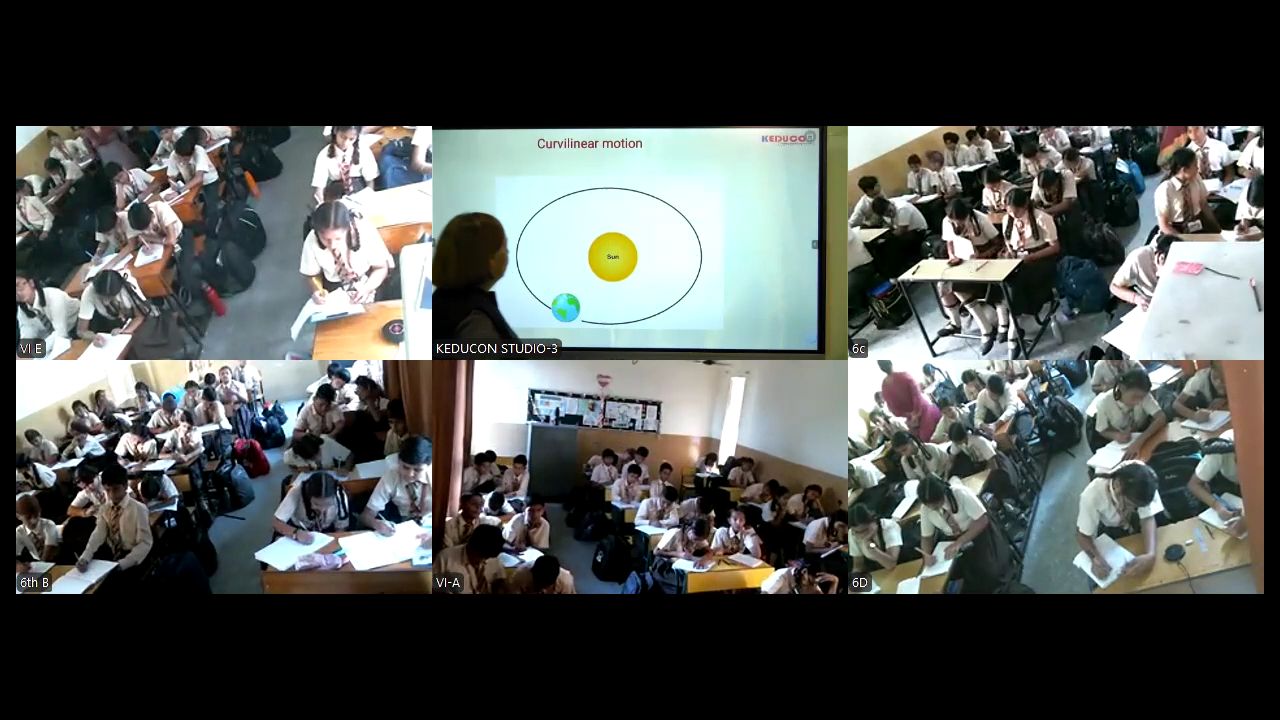 Curvilinear motion
KEDUCON
Sun
VI E
KEDUCON STUDIO-3
6c
6th B
VI-A
6D